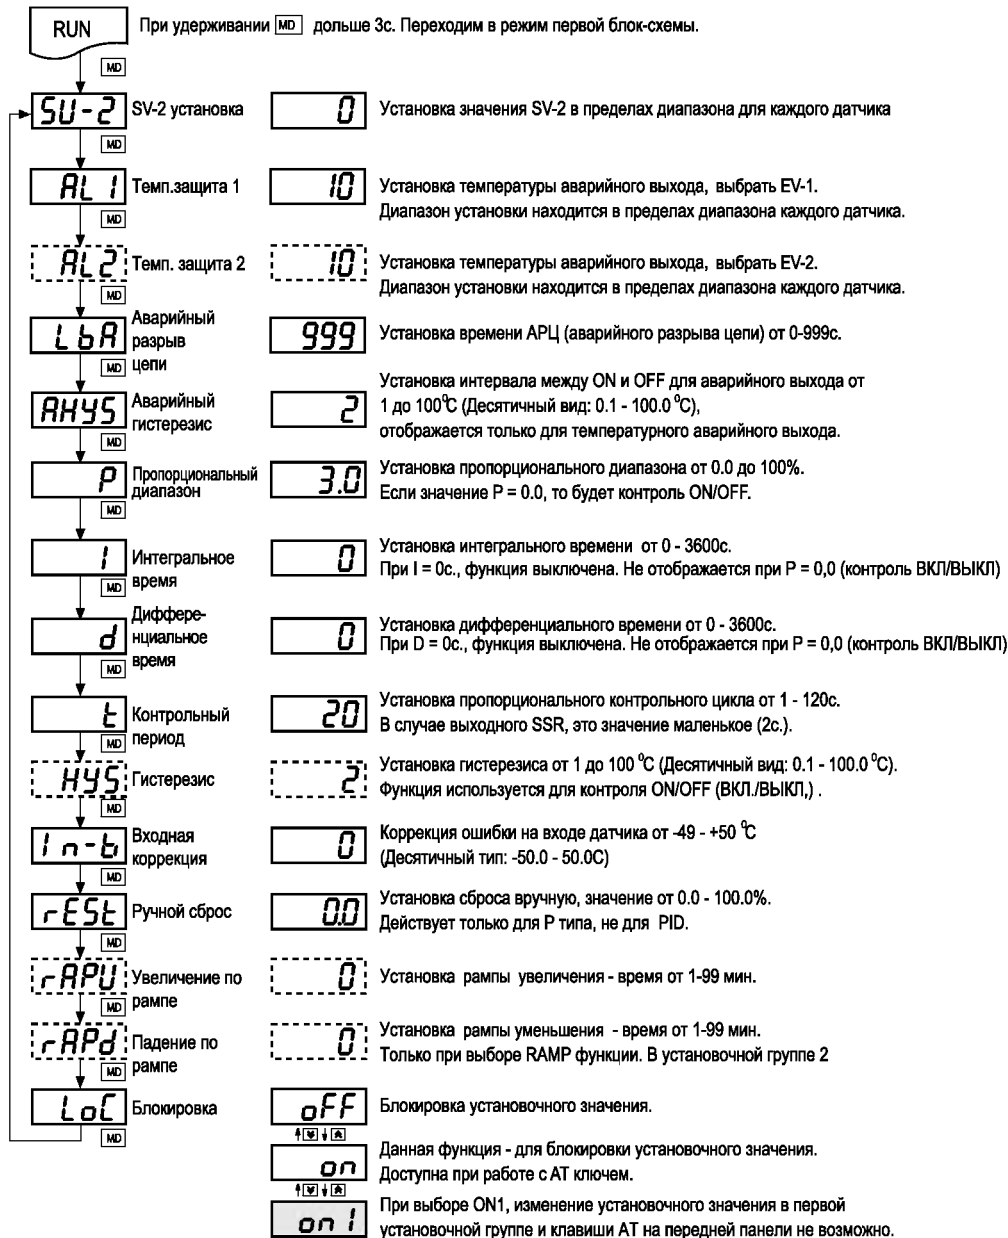 RUN
При удерживании MD дольше 3с. Переходим в режим первой блок-схемы.
MD
SU-2 SV-2 установка 0 Установка значения SV-2 в пределах диапазона для каждого датчика
MD
AL1 Темп.защита 1 10 Установка температуры аварийного выхода, выбрать EV-1.
Диапазон установки находится в пределах диапазона каждого датчика.
MD
AL2 Темп. защита 2 10 Установка температуры аварийного выхода, выбрать EV-2.
Диапазон установки находится в пределах диапазона каждого датчика.
MD
LbA Аварийный
разрыв
цепи
999 Установка времени АРЦ (аварийного разрыва цепи) от 0-999с.
MD
AHYS Аварийный
гистерезис
2
Установка интервала между ON и OFF для аварийного выхода от
1 до 100⁰C (Десятичный вид: 0.1 - 100.0 ⁰C),
отображается только для температурного аварийного выхода.
MD
P Пропорциональный
диапазон
3.0
Установка пропорционального диапазона от 0.0 до 100%.
Если значение P = 0.0, то будет контроль ON/OFF.
MD
I Интегральное
время
0
Установка интегрального времени от 0 - 3600с.
При I = 0с., функция выключена. Не отображается при P = 0,0 (контроль ВКЛ/ВЫКЛ)
MD
d Диффере-
нциальное
время
0
Установка дифференциального времени от 0 - 3600с.
При D = 0с., функция выключена. Не отображается при P = 0,0 (контроль ВКЛ/ВЫКЛ)
MD
t Контрольный
период
20
Установка пропорционального контрольного цикла от 1 - 120с.
В случае выходного SSR, это значение маленькое (2с.).
MD
HYS Гистерезис 2
Установка гистерезиса от 1 до 100 ⁰C (Десятичный вид: 0.1 - 100.0 ⁰C).
Функция используется для контроля ON/OFF (ВКЛ./ВЫКЛ,) .
MD
In-b Входная
коррекция
0
Коррекция ошибки на входе датчика от -49 - +50 ⁰C
(Десятичный тип: -50.0 - 50.0C)
MD
rESt Ручной сброс 0.0
Установка сброса вручную, значение от 0.0 - 100.0%.
Действует только для P типа, не для PID.
MD
rAPU Увеличение по
рампе
0 Установка рампы увеличения - время от 1-99 мин.
MD
rAPd Падение по
рампе
0
Установка рампы уменьшения - время от 1-99 мин.
Только при выборе RAMP функции. В установочной группе 2
MD
LoC Блокировка oFF Блокировка установочного значения.
MD
on
Данная функция - для блокировки установочного значения.
Доступна при работе с АТ ключем.
on1
При выборе ON1, изменение установочного значения в первой
установочной группе и клавиши АТ на передней панели не возможно.